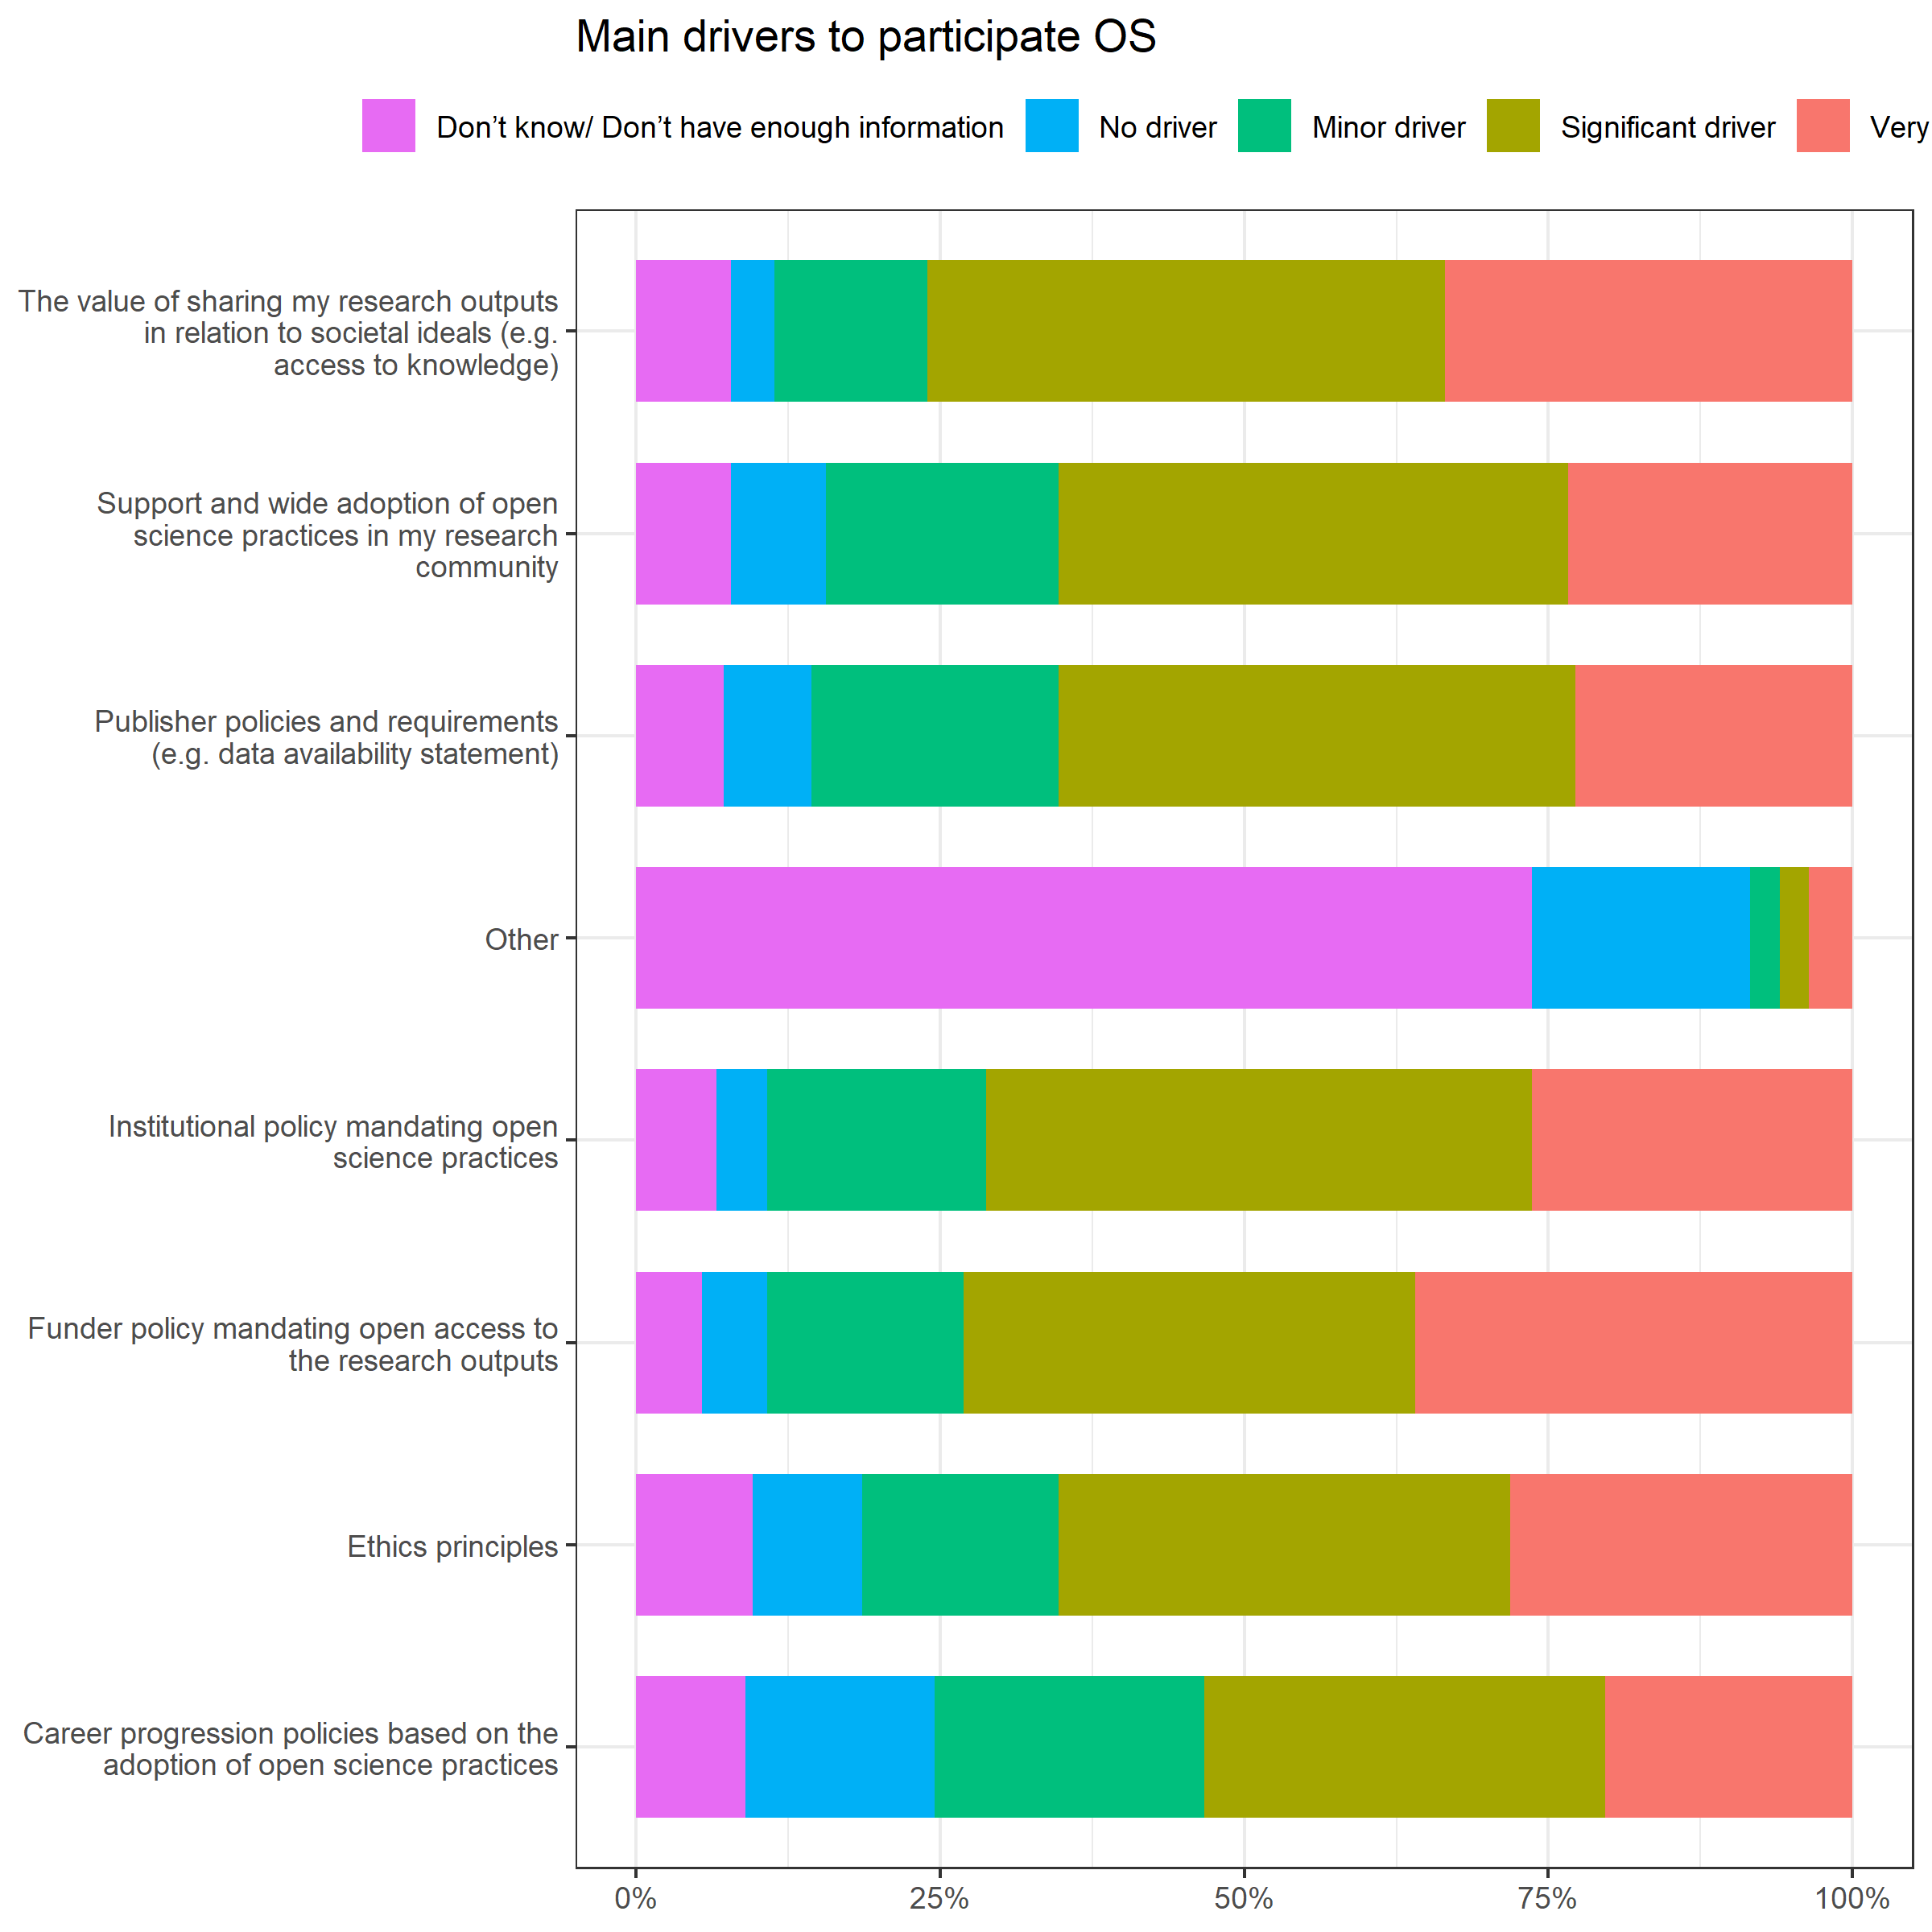 Main drivers to participate OS
Don’t know/ Don’t have enough information No driver Minor driver Significant driver Very
The value of sharing my research outputs
in relation to societal ideals (e.g.
access to knowledge)
Support and wide adoption of open
science practices in my research
community
Publisher policies and requirements
(e.g. data availability statement)
Other
Institutional policy mandating open
science practices
Funder policy mandating open access to
the research outputs
Ethics principles
Career progression policies based on the
adoption of open science practices
0% 25% 50% 75% 100%